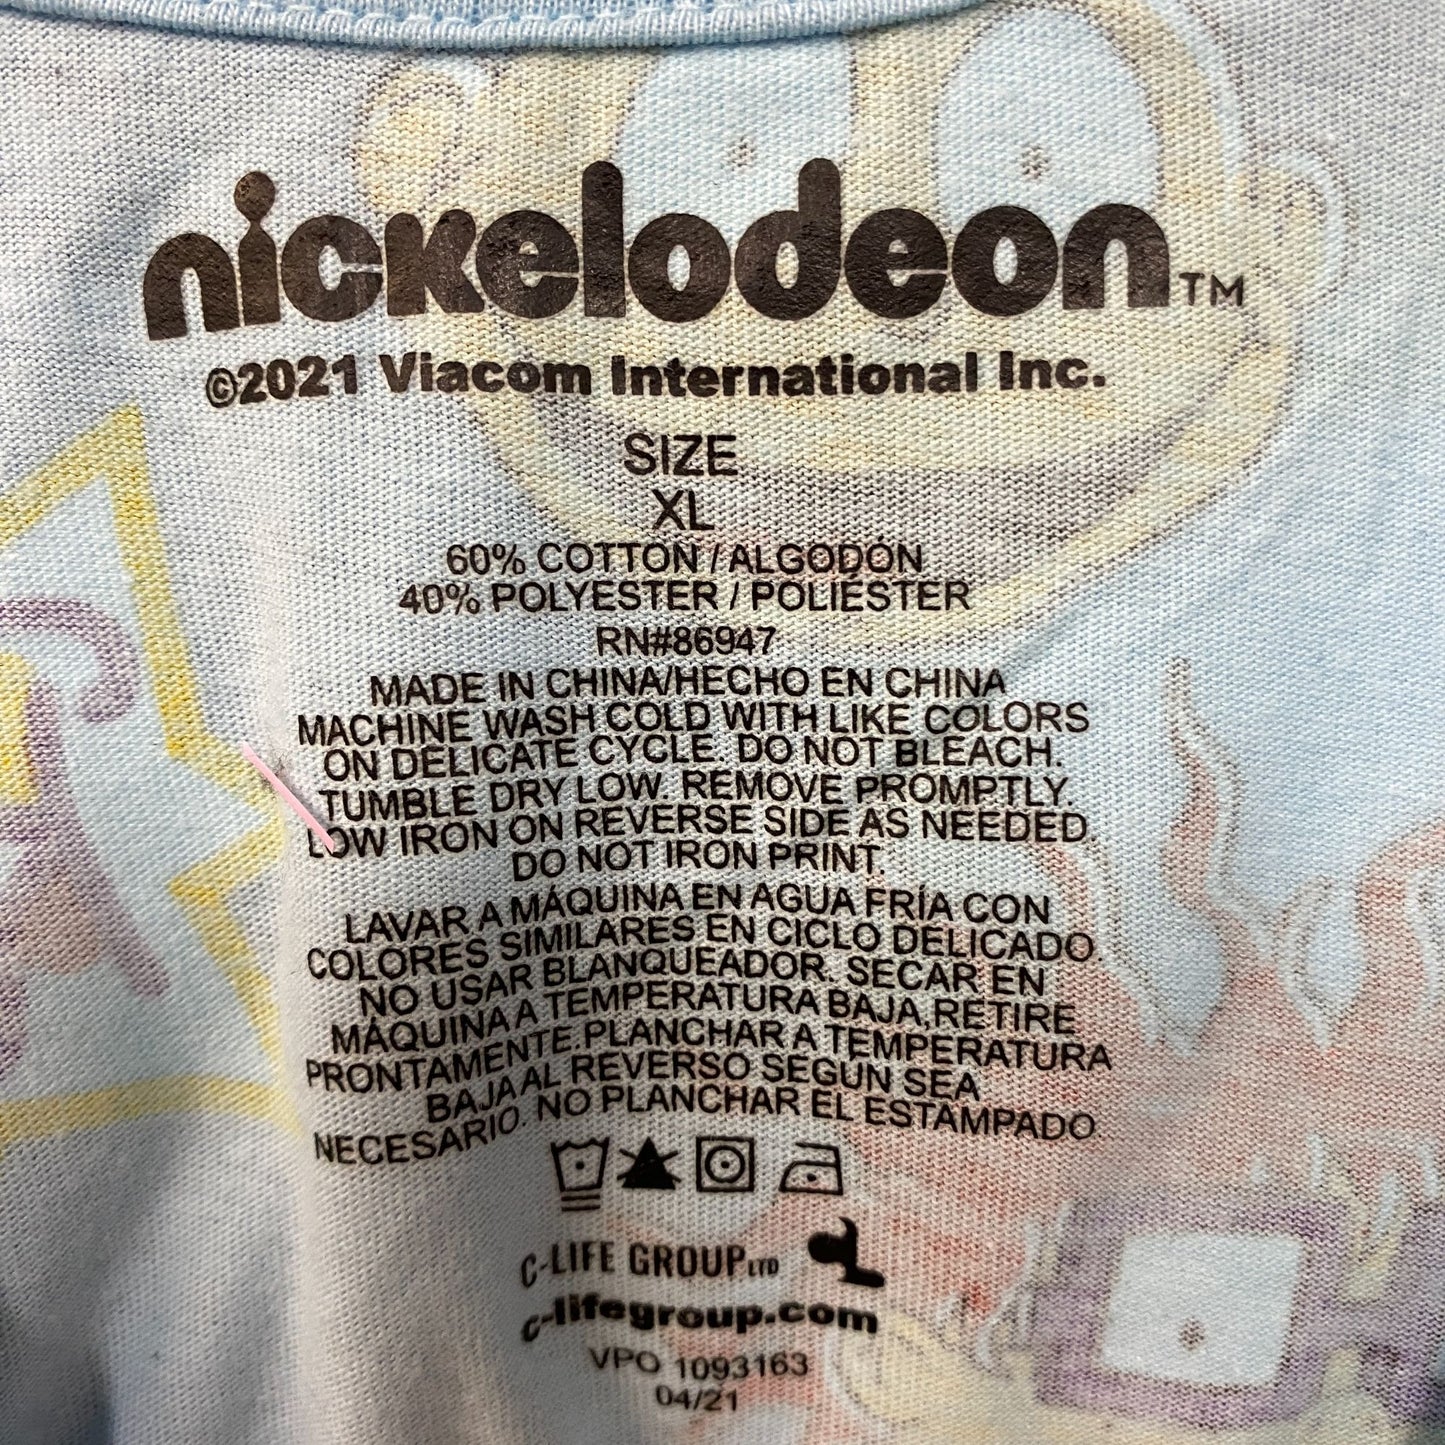 nickelodeon™
©2021 Viacom International Inc.
SIZE
XL
60% COTTON / ALGODÓN
40% POLYESTER / POLIÉSTER
RN#86947
MADE IN CHINA/HECHO EN CHINA
MACHINE WASH COLD WITH LIKE COLORS
ON DELICATE CYCLE. DO NOT BLEACH.
TUMBLE DRY LOW. REMOVE PROMPTLY.
LOW IRON ON REVERSE SIDE AS NEEDED.
DO NOT IRON PRINT.
LAVAR A MÁQUINA EN AGUA FRÍA CON
COLORES SIMILARES EN CICLO DELICADO.
NO USAR BLANQUEADOR. SECAR EN
MÁQUINA A TEMPERATURA BAJA,RETIRE
PRONTAMENTE.PLANCHAR A TEMPERATURA
BAJA AL REVERSO SEGUN SEA
NECESARIO. NO PLANCHAR EL ESTAMPADO.
C-LIFE GROUP LTD
c-lifegroup.com
VPO 1093163
04/21